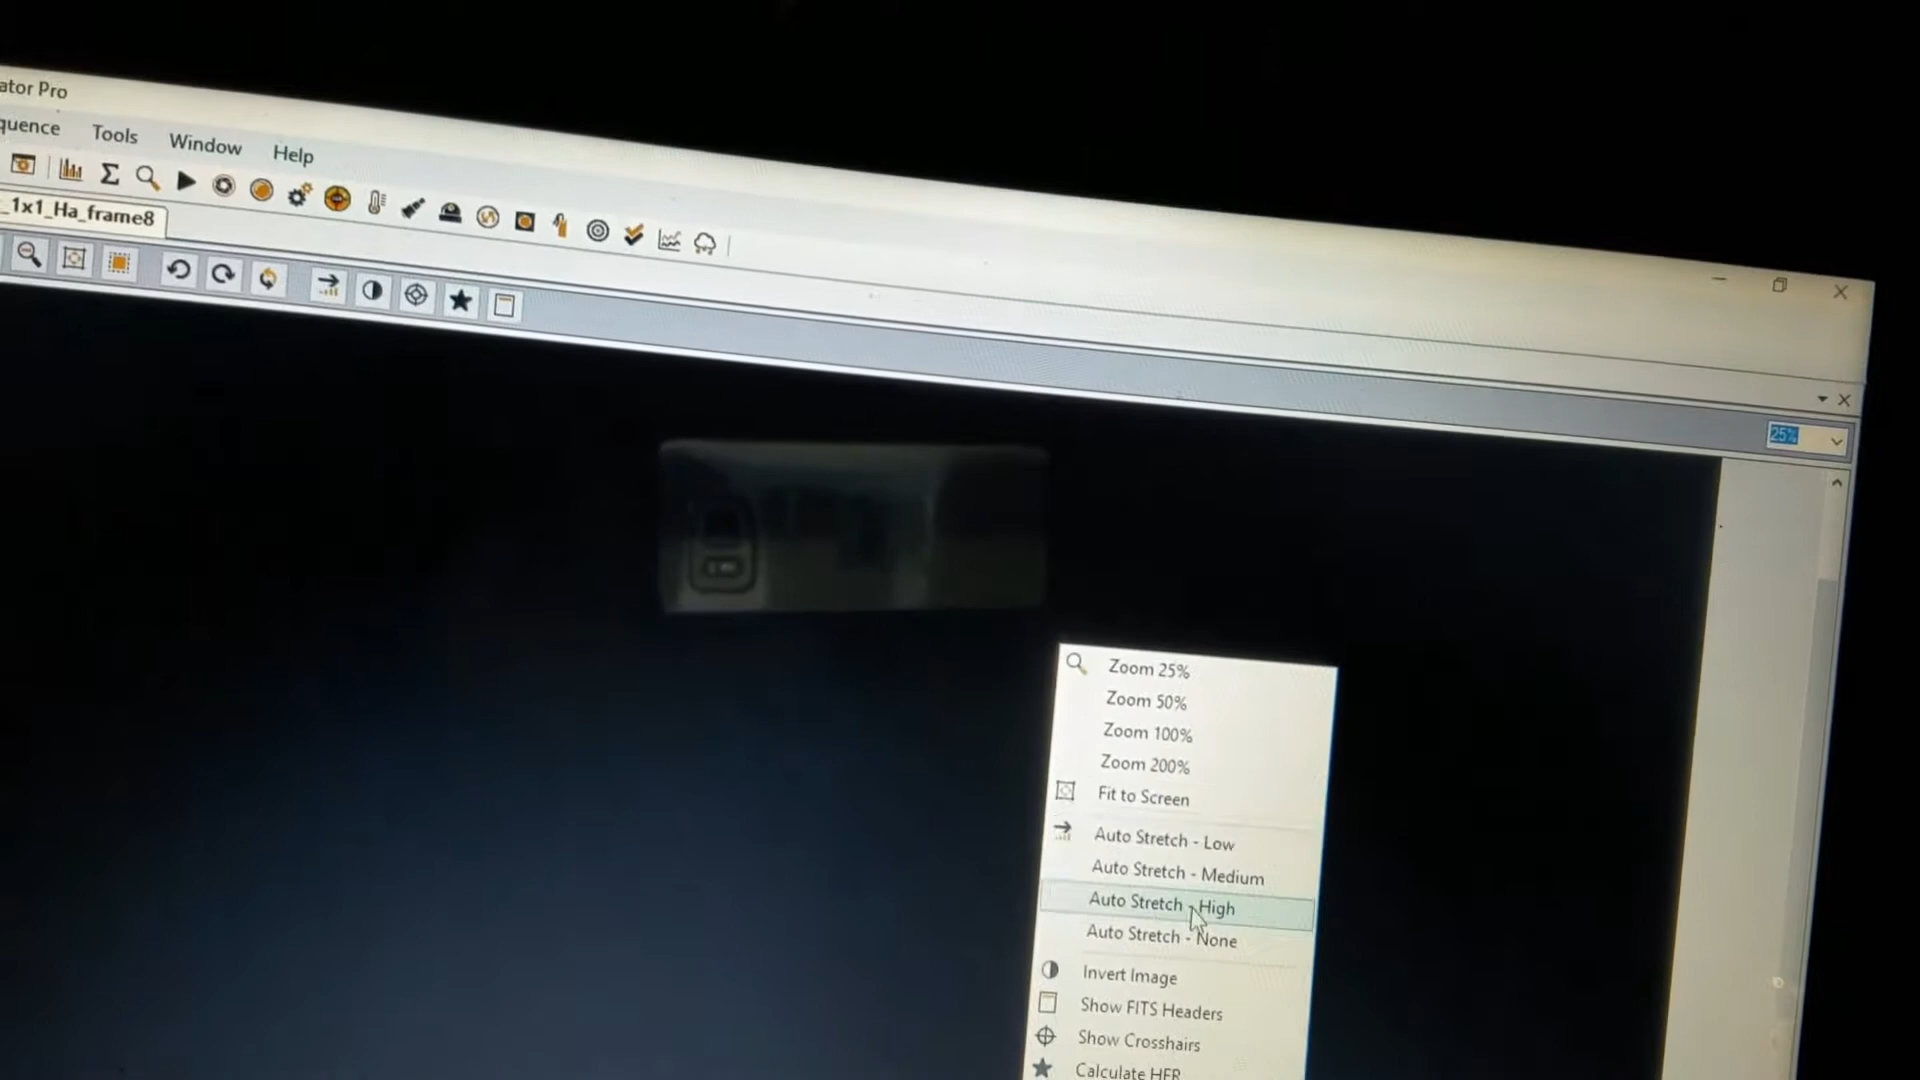 ator Pro
quence Tools Window Help
_1x1_Ha_frame8
25%
Zoom 25%
Zoom 50%
Zoom 100%
Zoom 200%
Fit to Screen
Auto Stretch - Low
Auto Stretch - Medium
Auto Stretch - High
Auto Stretch - None
Invert Image
Show FITS Headers
Show Crosshairs
Calculate HFR